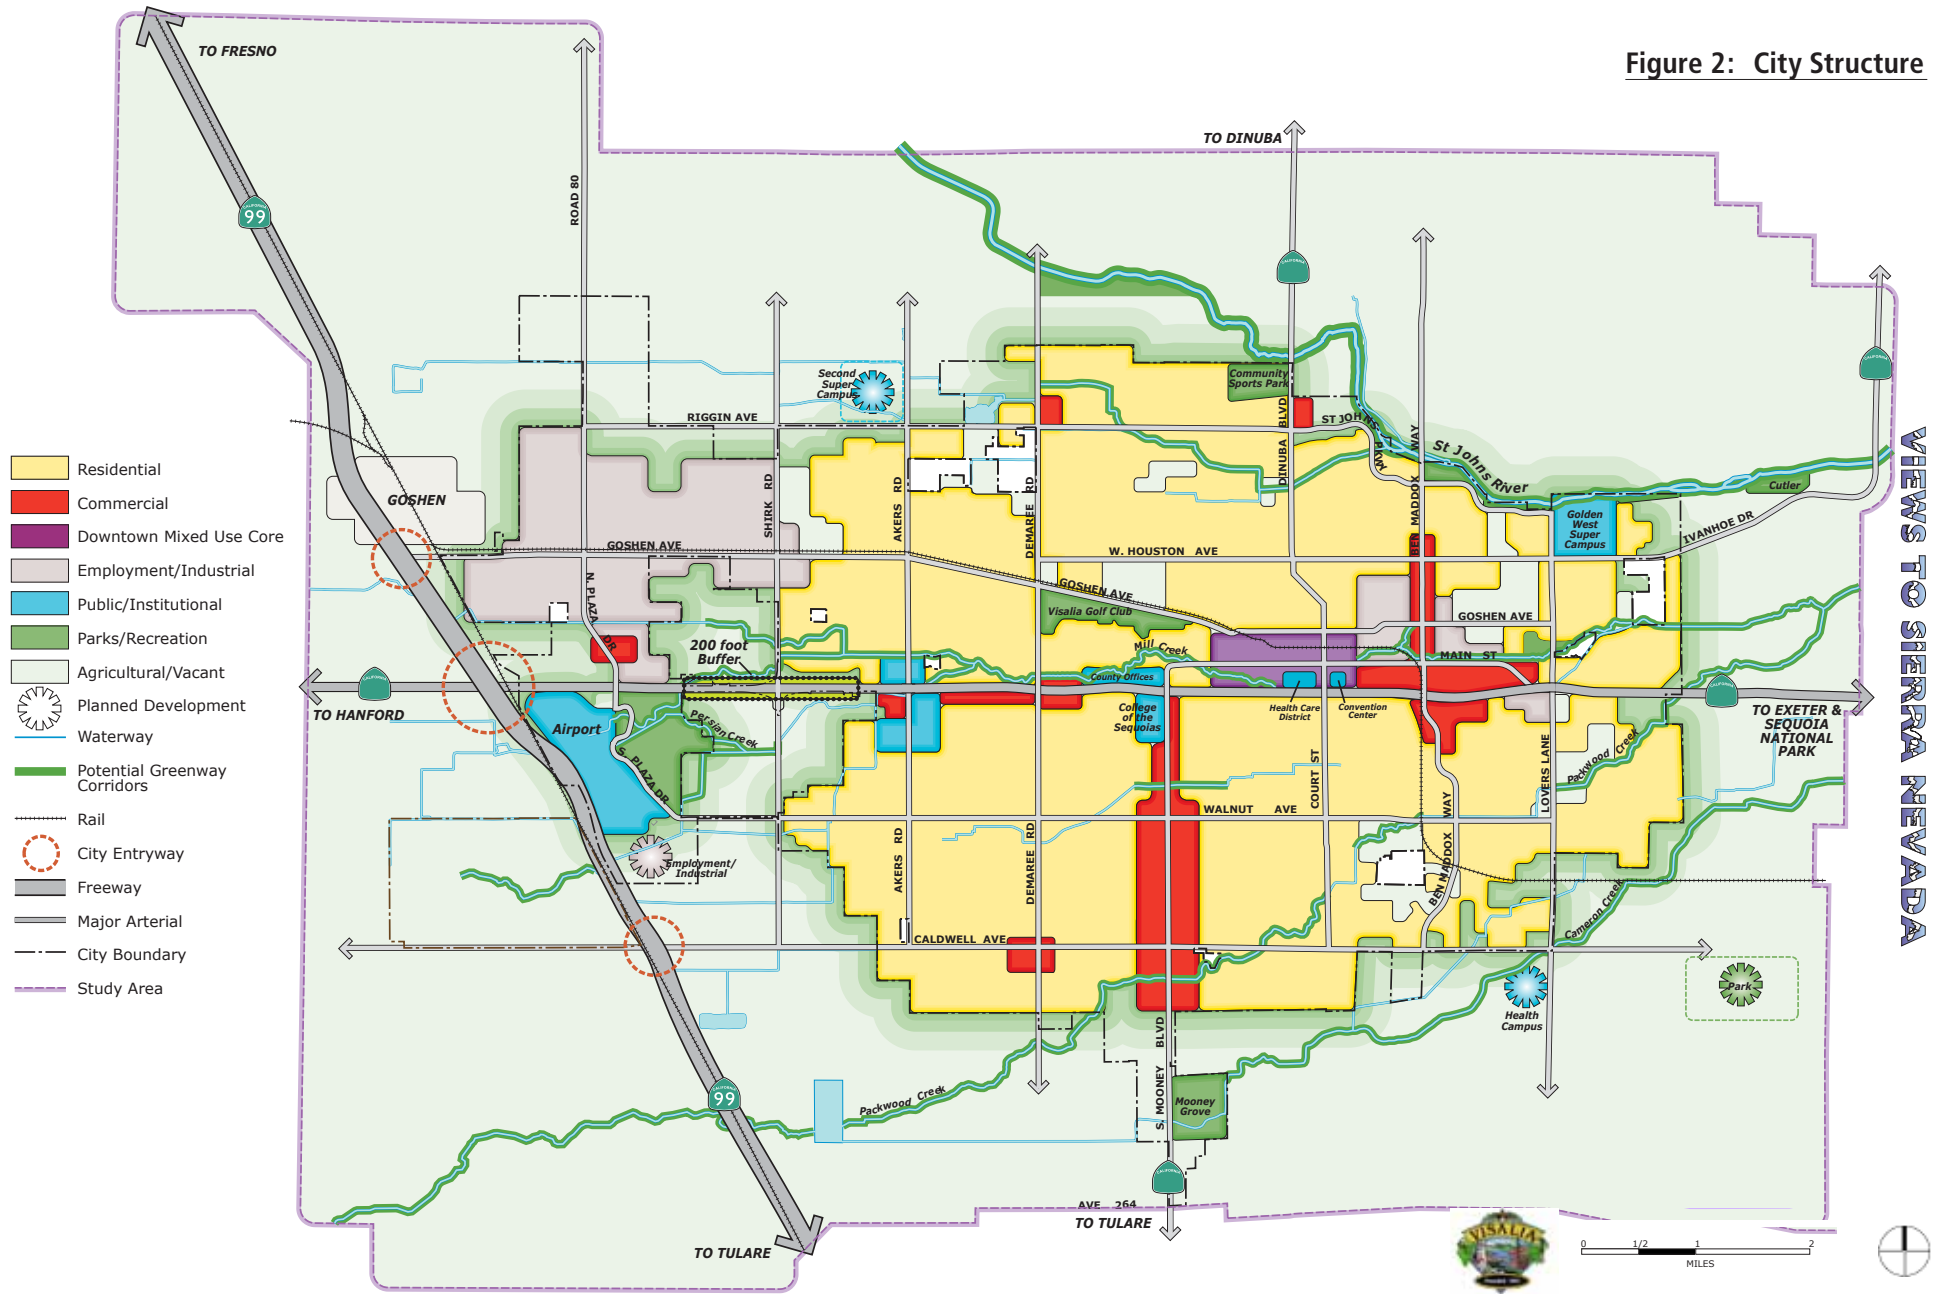 Figure 2: City Structure
TO FRESNO
TO DINUBA
CALIFORNIA
99
ROAD 80
CALIFORNIA
CALIFORNIA
Second
Super
Campus
Community
Sports Park
RIGGIN AVE
DINUBA BLVD
ST JOHNS PKWY
St Johns River
Cutler
VIEWS TO SIERRA NEVADA
Residential
Commercial
Downtown Mixed Use Core
Employment/Industrial
Public/Institutional
Parks/Recreation
Agricultural/Vacant
Planned Development
Waterway
Potential Greenway
Corridors
Rail
City Entryway
Freeway
Major Arterial
City Boundary
Study Area
GOSHEN
SHIRK RD
AKERS RD
DEMAREE RD
BEN MADDOX WAY
Golden
West
Super
Campus
IVANHOE DR
GOSHEN AVE
W. HOUSTON AVE
GOSHEN AVE
GOSHEN AVE
Visalia Golf Club
N. PLAZA DR
200 foot
Buffer
Mill Creek
MAIN ST
County Offices
CALIFORNIA
TO HANFORD
Airport
Persian Creek
S. PLAZA DR
College
of the
Sequoias
Health Care
District
Convention
Center
CALIFORNIA
TO EXETER &
SEQUOIA
NATIONAL
PARK
Packwood Creek
COURT ST
LOVERS LANE
WALNUT AVE
AKERS RD
DEMAREE RD
BEN MADDOX WAY
Employment/
Industrial
CALDWELL AVE
Cameron Creek
Health
Campus
Park
S. MOONEY BLVD
CALIFORNIA
99
Packwood Creek
Mooney
Grove
CALIFORNIA
AVE 264
TO TULARE
TO TULARE
VISALIA
0 1/2 1 2
MILES